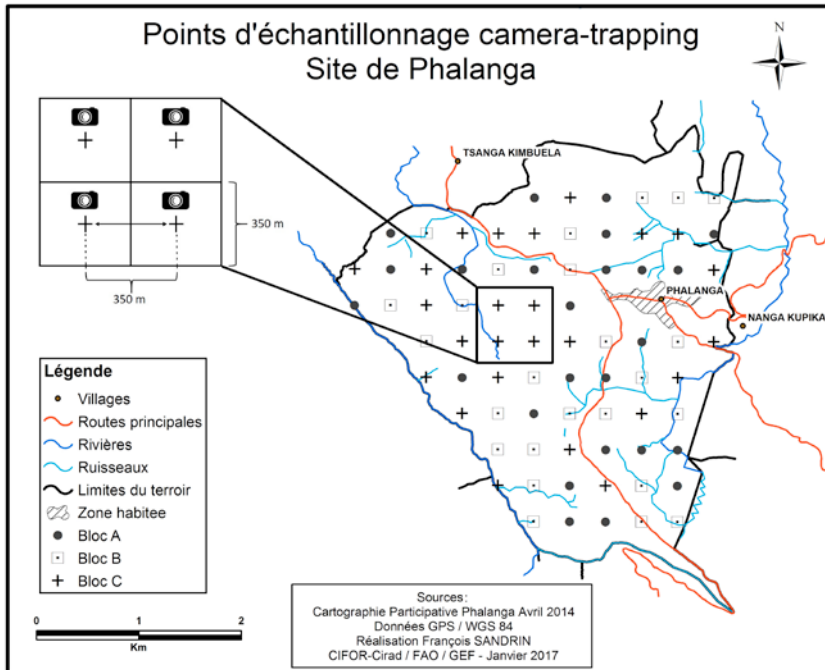 Points d'échantillonnage camera-trapping
Site de Phalanga
N
TSANGA KIMBUELA
350 m
350 m
PHALANGA
NANGA KUPIKA
Légende
Villages
Routes principales
Rivières
Ruisseaux
Limites du terroir
Zone habitee
Bloc A
Bloc B
Bloc C
0 1 2
Km
Sources:
Cartographie Participative Phalanga Avril 2014
Données GPS / WGS 84
Réalisation François SANDRIN
CIFOR-Cirad / FAO / GEF - Janvier 2017